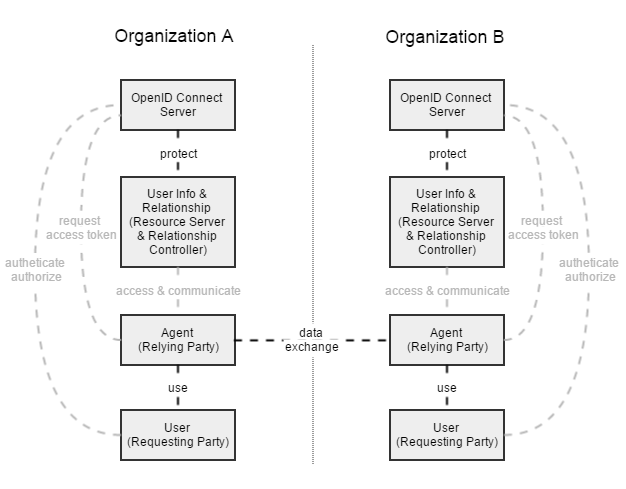 Organization A
OpenID Connect
Server
protect
User Info &
Relationship
(Resource Server
& Relationship
Controller)
request
access token
autheticate
authorize
access & communicate
Agent
(Relying Party)
use
User
(Requesting Party)
data
exchange
Organization B
OpenID Connect
Server
protect
User Info &
Relationship
(Resource Server
& Relationship
Controller)
request
access token
autheticate
authorize
access & communicate
Agent
(Relying Party)
use
User
(Requesting Party)